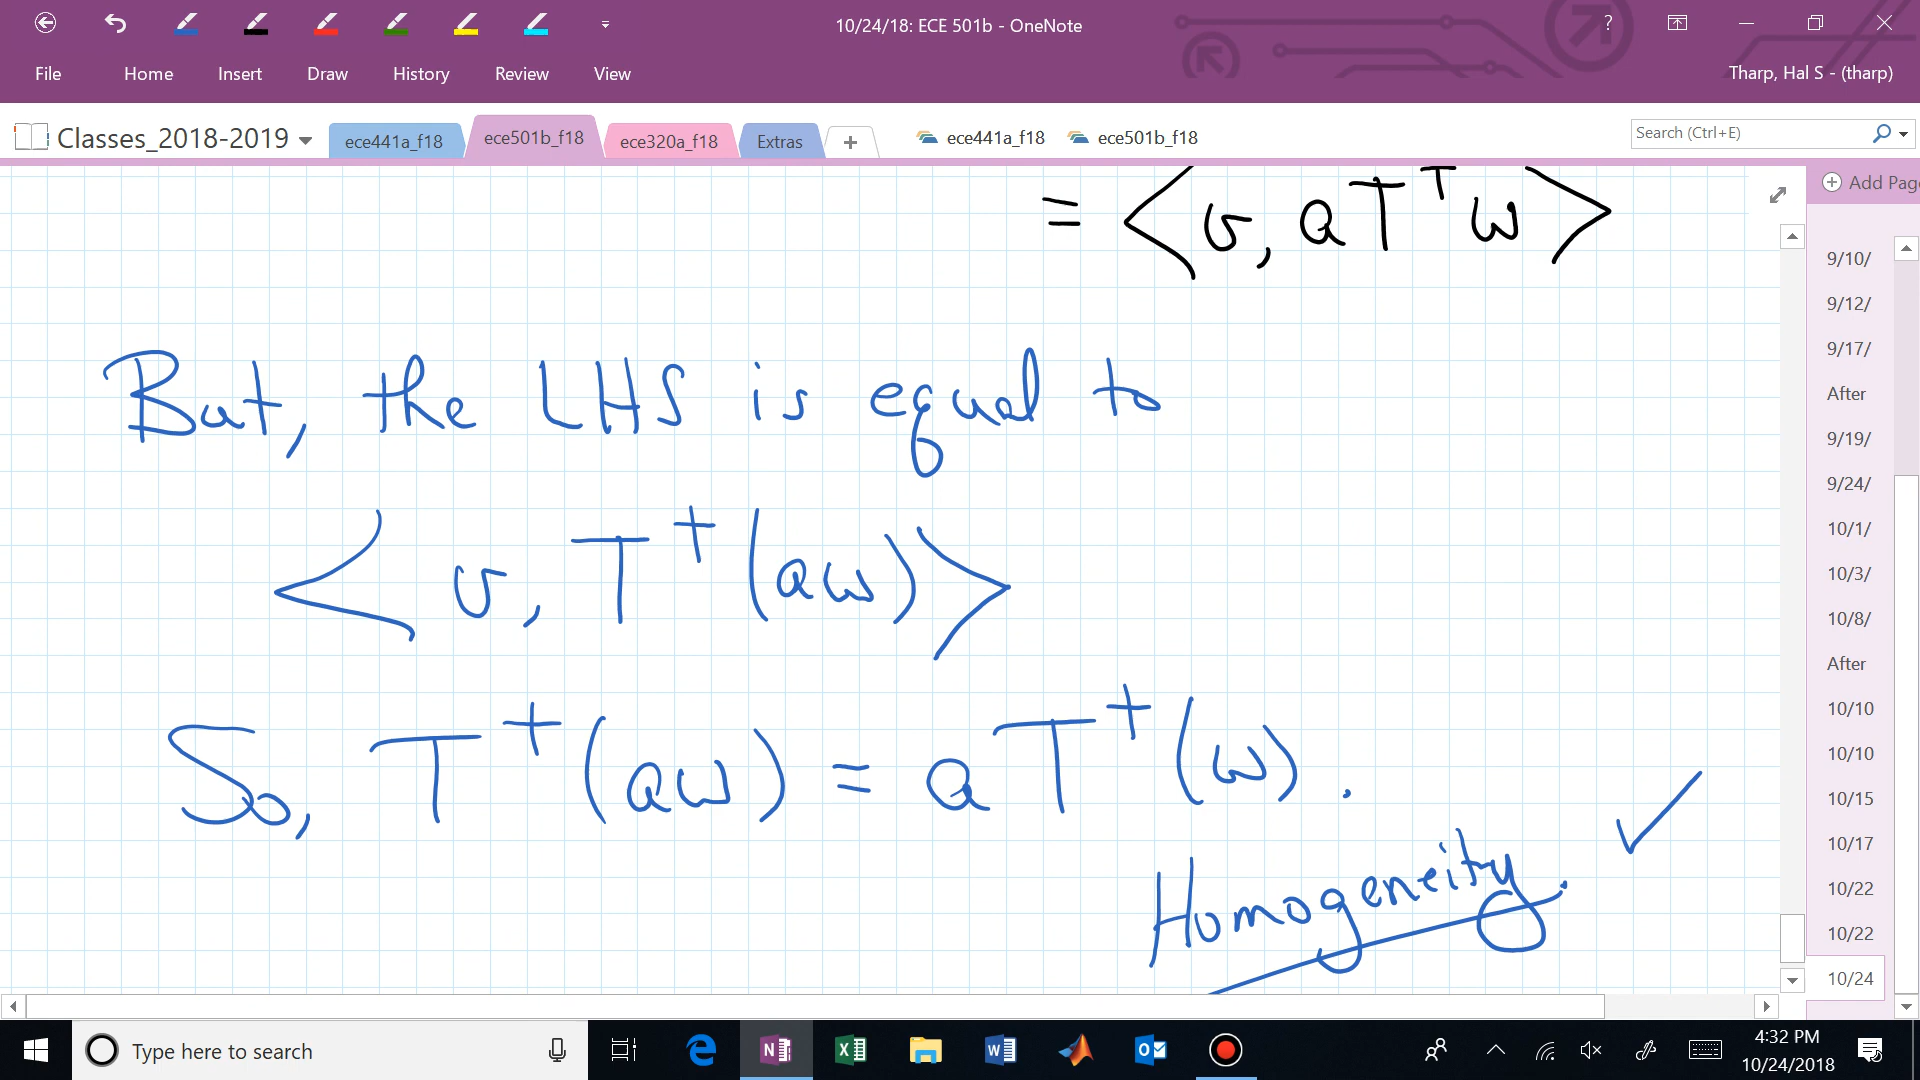 10/24/18: ECE 501b - OneNote
?
File Home Insert Draw History Review View
Tharp, Hal S - (tharp)
Classes_2018-2019 ece441a_f18 ece501b_f18 ece320a_f18 Extras + ece441a_f18 ece501b_f18
Search (Ctrl+E)
Add Page
= <v, aT^† w>
But, the LHS is equal to
<v, T^†(aw)>
So, T^†(aw) = aT^†(w).
Homogeneity. ✓
9/10/
9/12/
9/17/
After
9/19/
9/24/
10/1/
10/3/
10/8/
After
10/10
10/10
10/15
10/17
10/22
10/22
10/24
Type here to search
4:32 PM
10/24/2018